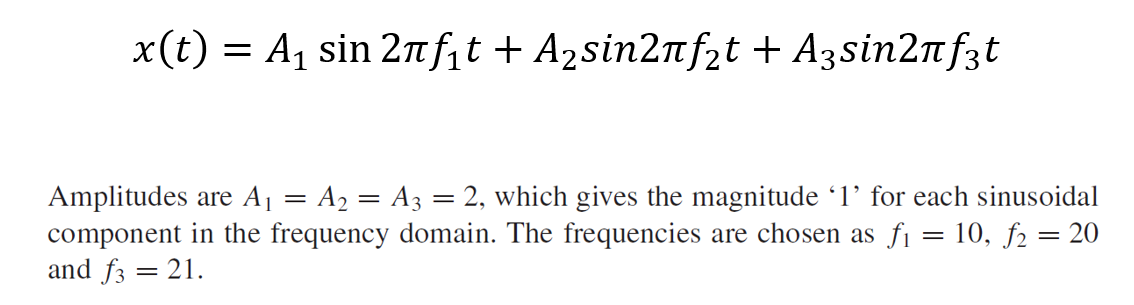 x(t) = A₁ sin 2πf₁t + A₂sin2πf₂t + A₃sin2πf₃t
Amplitudes are A₁ = A₂ = A₃ = 2, which gives the magnitude ‘1’ for each sinusoidal
component in the frequency domain. The frequencies are chosen as f₁ = 10, f₂ = 20
and f₃ = 21.